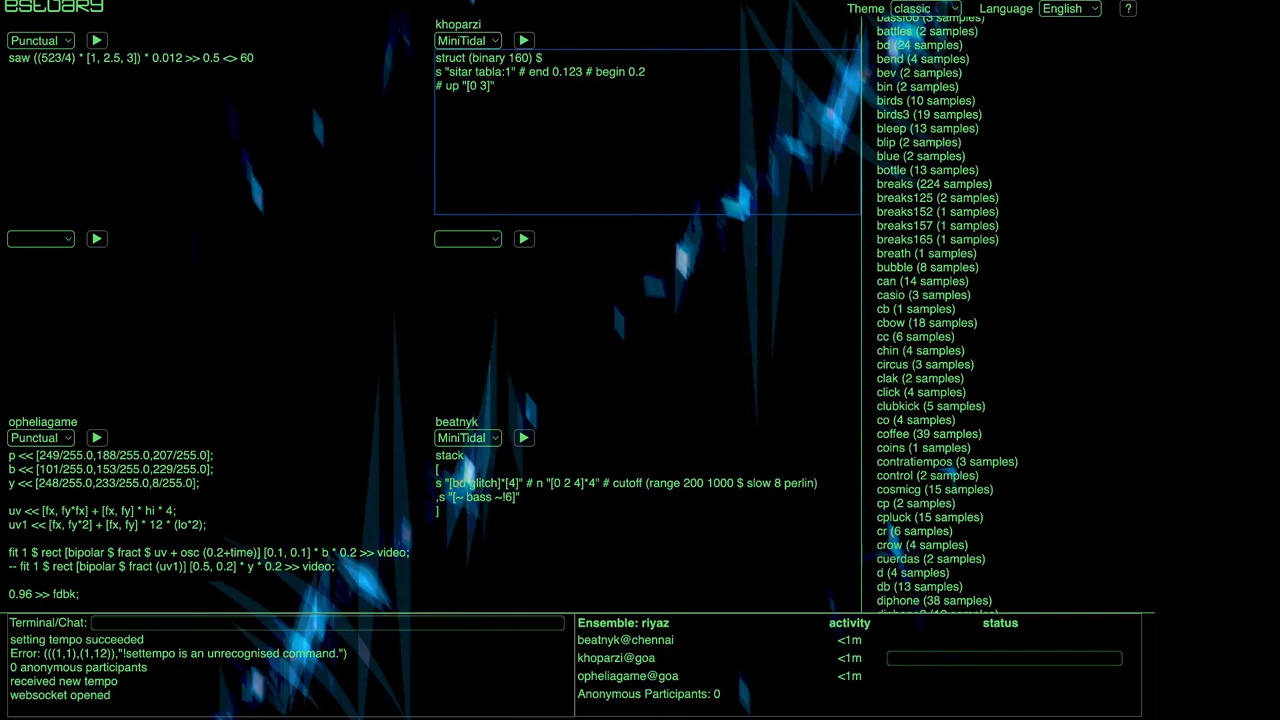 estuary
Theme classic Language English ?
Punctual
saw ((523/4) * [1, 2.5, 3]) * 0.012 >> 0.5 <> 60
khoparzi
MiniTidal
struct (binary 160) $
s "sitar tabla:1" # end 0.123 # begin 0.2
# up "[0 3]"
opheliagame
Punctual
p << [249/255.0,188/255.0,207/255.0];
b << [101/255.0,153/255.0,229/255.0];
y << [248/255.0,233/255.0,8/255.0];
uv << [fx, fy*fx] + [fx, fy] * hi * 4;
uv1 << [fx, fy*2] + [fx, fy] * 12 * (lo*2);
fit 1 $ rect [bipolar $ fract $ uv + osc (0.2+time)] [0.1, 0.1] * b * 0.2 >> video;
-- fit 1 $ rect [bipolar $ fract (uv1)] [0.5, 0.2] * y * 0.2 >> video;
0.96 >> fdbk;
beatnyk
MiniTidal
stack
[
s "[bd glitch]*[4]" # n "[0 2 4]*4" # cutoff (range 200 1000 $ slow 8 perlin)
,s "[~ bass ~!6]"
]
bassfoo (3 samples)
battles (2 samples)
bd (24 samples)
bend (4 samples)
bev (2 samples)
bin (2 samples)
birds (10 samples)
birds3 (19 samples)
bleep (13 samples)
blip (2 samples)
blue (2 samples)
bottle (13 samples)
breaks (224 samples)
breaks125 (2 samples)
breaks152 (1 samples)
breaks157 (1 samples)
breaks165 (1 samples)
breath (1 samples)
bubble (8 samples)
can (14 samples)
casio (3 samples)
cb (1 samples)
cbow (18 samples)
cc (6 samples)
chin (4 samples)
circus (3 samples)
clak (2 samples)
click (4 samples)
clubkick (5 samples)
co (4 samples)
coffee (39 samples)
coins (1 samples)
contratiempos (3 samples)
control (2 samples)
cosmicg (15 samples)
cp (2 samples)
cpluck (15 samples)
cr (6 samples)
crow (4 samples)
cuerdas (2 samples)
d (4 samples)
db (13 samples)
diphone (38 samples)
Terminal/Chat:
setting tempo succeeded
Error: (((1,1),(1,12)),"!settempo is an unrecognised command.")
0 anonymous participants
received new tempo
websocket opened
Ensemble: riyaz activity status
beatnyk@chennai <1m
khoparzi@goa <1m
opheliagame@goa <1m
Anonymous Participants: 0